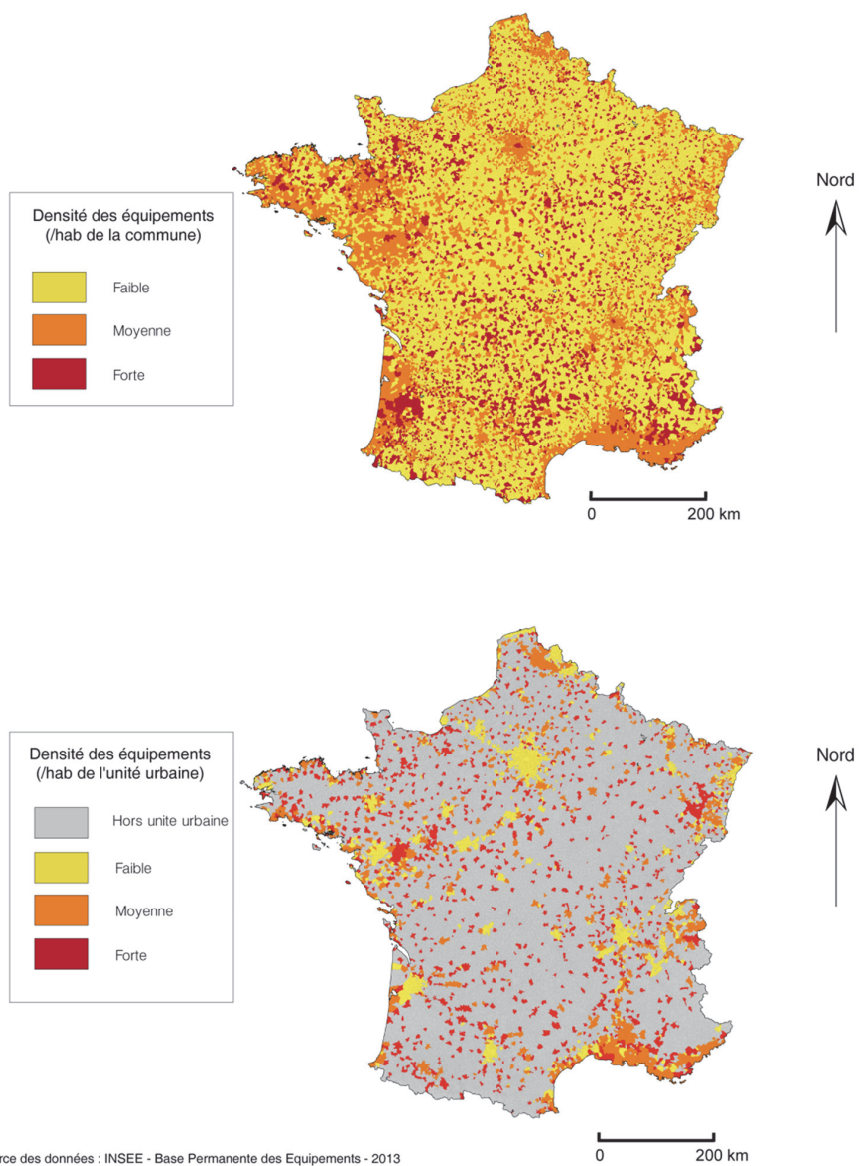 Densité des équipements
(/hab de la commune)
Faible
Moyenne
Forte
Nord
0 200 km
Densité des équipements
(/hab de l'unité urbaine)
Hors unite urbaine
Faible
Moyenne
Forte
Nord
0 200 km
rce des données : INSEE - Base Permanente des Equipements - 2013